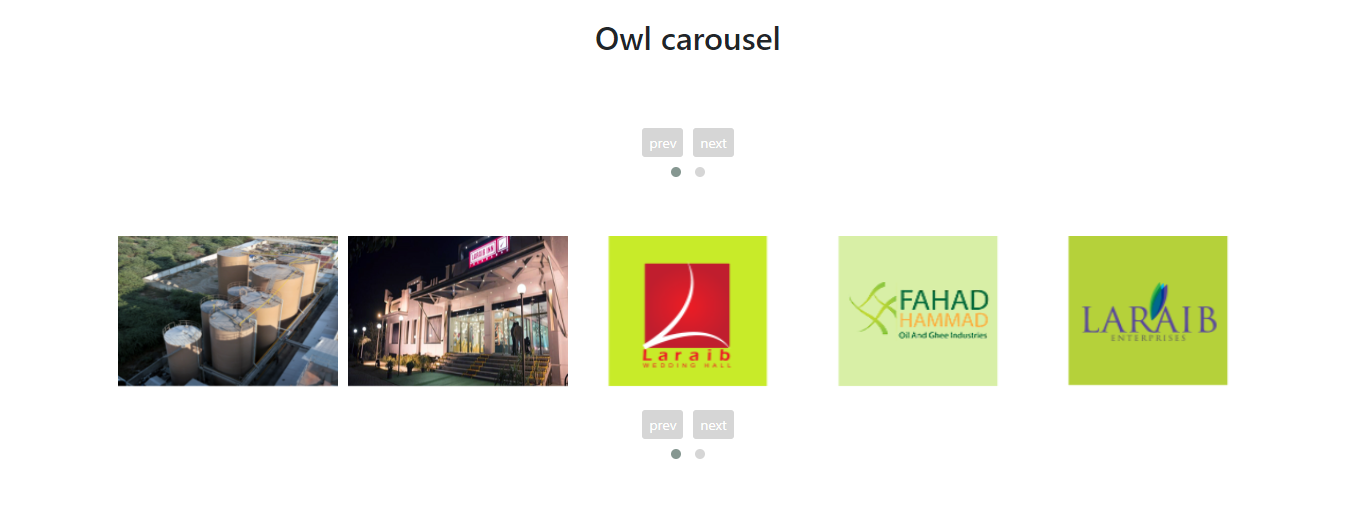 Owl carousel
prev next
Laraib
WEDDING HALL
FAHAD
HAMMAD
Oil And Ghee Industries
LARAIB
ENTERPRISES
prev next